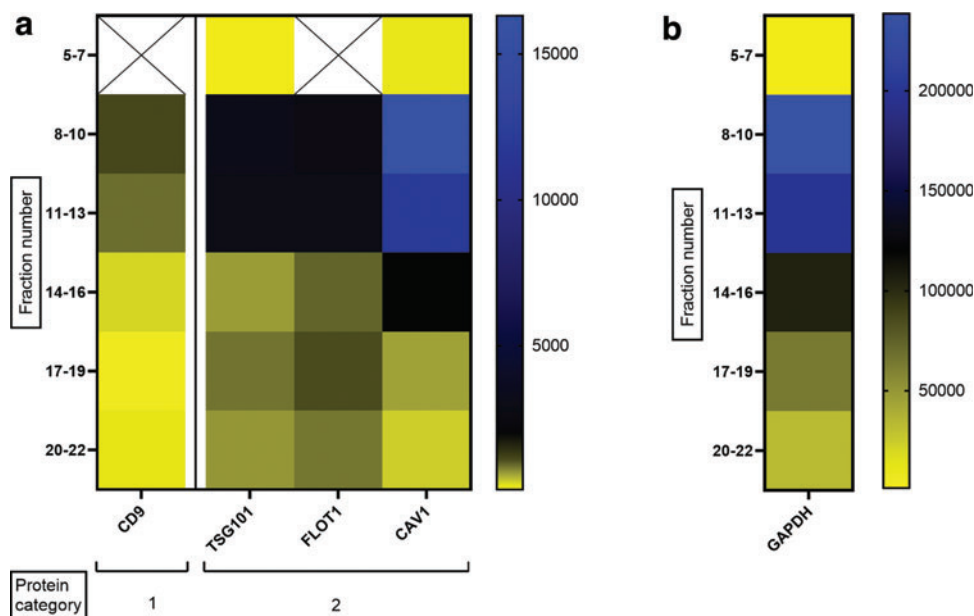 a
Fraction number
5-7
8-10
11-13
14-16
17-19
20-22
CD9
TSG101
FLOT1
CAV1
15000
10000
5000
Protein
category
1
2
b
Fraction number
5-7
8-10
11-13
14-16
17-19
20-22
GAPDH
200000
150000
100000
50000